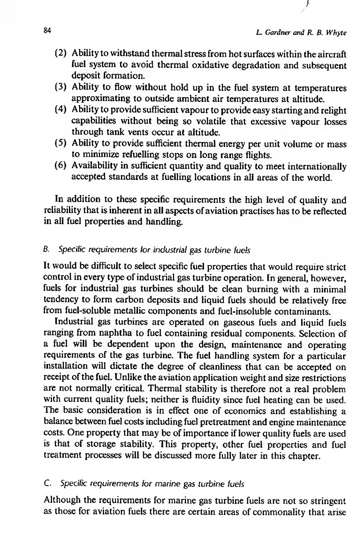 84
L. Gardner and R. B. Whyte
(2) Ability to withstand thermal stress from hot surfaces within the aircraft
fuel system to avoid thermal oxidative degradation and subsequent
deposit formation.
(3) Ability to flow without hold up in the fuel system at temperatures
approximating to outside ambient air temperatures at altitude.
(4) Ability to provide sufficient vapour to provide easy starting and relight
capabilities without being so volatile that excessive vapour losses
through tank vents occur at altitude.
(5) Ability to provide sufficient thermal energy per unit volume or mass
to minimize refuelling stops on long range flights.
(6) Availability in sufficient quantity and quality to meet internationally
accepted standards at fuelling locations in all areas of the world.
In addition to these specific requirements the high level of quality and
reliability that is inherent in all aspects of aviation practises has to be reflected
in all fuel properties and handling.
B. Specific requirements for industrial gas turbine fuels
It would be difficult to select specific fuel properties that would require strict
control in every type of industrial gas turbine operation. In general, however,
fuels for industrial gas turbines should be clean burning with a minimal
tendency to form carbon deposits and liquid fuels should be relatively free
from fuel-soluble metallic components and fuel-insoluble contaminants.
Industrial gas turbines are operated on gaseous fuels and liquid fuels
ranging from naphtha to fuel containing residual components. Selection of
a fuel will be dependent upon the design, maintenance and operating
requirements of the gas turbine. The fuel handling system for a particular
installation will dictate the degree of cleanliness that can be accepted on
receipt of the fuel. Unlike the aviation application weight and size restrictions
are not normally critical. Thermal stability is therefore not a real problem
with current quality fuels; neither is fluidity since fuel heating can be used.
The basic consideration is in effect one of economics and establishing a
balance between fuel costs including fuel pretreatment and engine maintenance
costs. One property that may be of importance if lower quality fuels are used
is that of storage stability. This property, other fuel properties and fuel
treatment processes will be discussed more fully later in this chapter.
C. Specific requirements for marine gas turbine fuels
Although the requirements for marine gas turbine fuels are not so stringent
as those for aviation fuels there are certain areas of commonality that arise